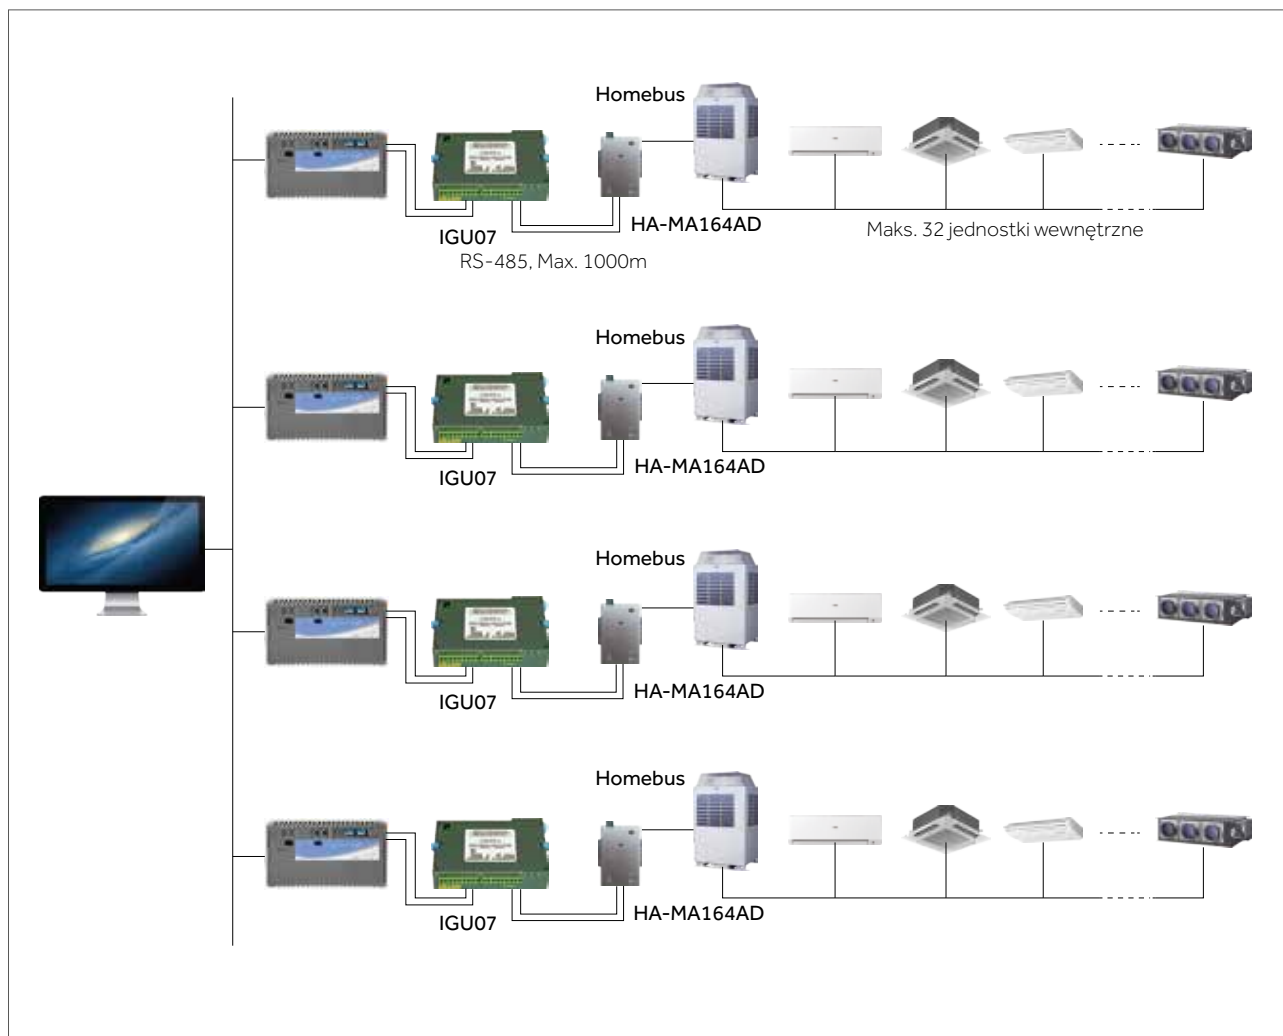 Homebus
HA-MA164AD
IGU07
Maks. 32 jednostki wewnętrzne
RS-485, Max. 1000m
Homebus
HA-MA164AD
IGU07
Homebus
HA-MA164AD
IGU07
Homebus
HA-MA164AD
IGU07